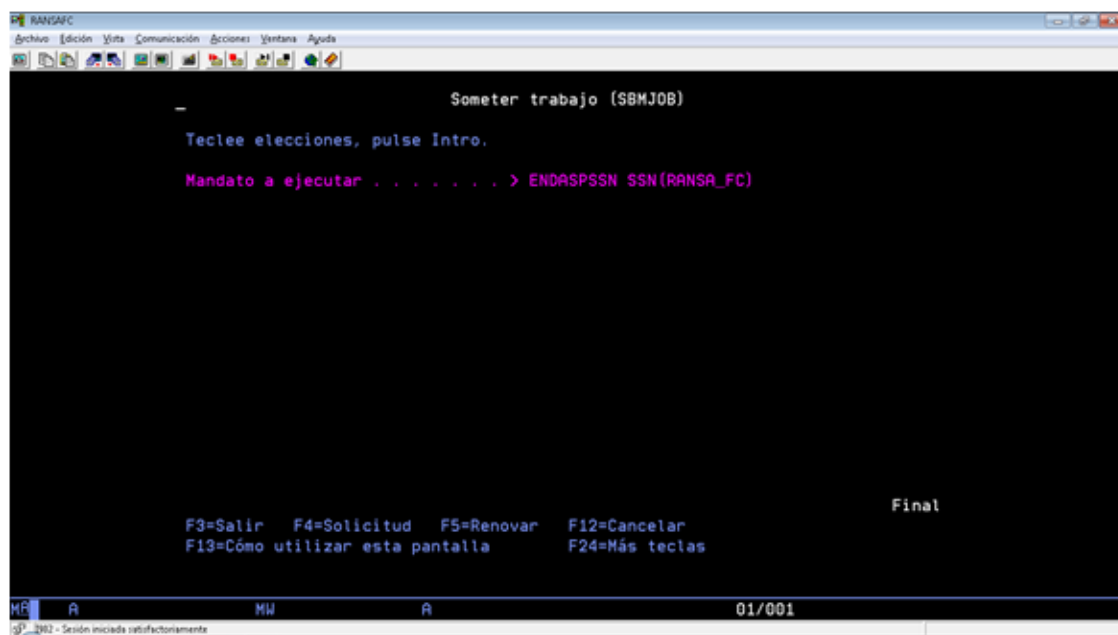 RANSAFC
Archivo Edición Vista Comunicación Acciones Ventana Ayuda
Someter trabajo (SBMJOB)
Teclee elecciones, pulse Intro.
Mandato a ejecutar . . . . . . . > ENDASPSSN SSN(RANSA_FC)
Final
F3=Salir F4=Solicitud F5=Renovar F12=Cancelar
F13=Cómo utilizar esta pantalla F24=Más teclas
MA A MW A 01/001
1902 - Sesión iniciada satisfactoriamente